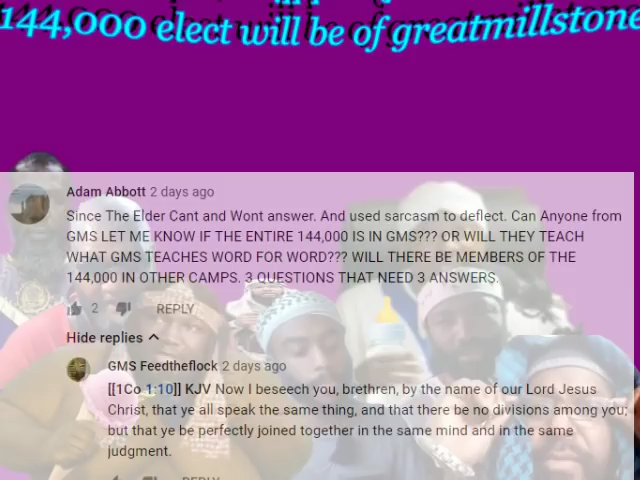 144,000 elect will be of greatmillstone
Adam Abbott 2 days ago
Since The Elder Cant and Wont answer. And used sarcasm to deflect. Can Anyone from
GMS LET ME KNOW IF THE ENTIRE 144,000 IS IN GMS??? OR WILL THEY TEACH
WHAT GMS TEACHES WORD FOR WORD??? WILL THERE BE MEMBERS OF THE
144,000 IN OTHER CAMPS. 3 QUESTIONS THAT NEED 3 ANSWERS.
2 REPLY
Hide replies
GMS Feedtheflock 2 days ago
[[1Co 1:10]] KJV Now I beseech you, brethren, by the name of our Lord Jesus
Christ, that ye all speak the same thing, and that there be no divisions among you;
but that ye be perfectly joined together in the same mind and in the same
judgment.
REPLY